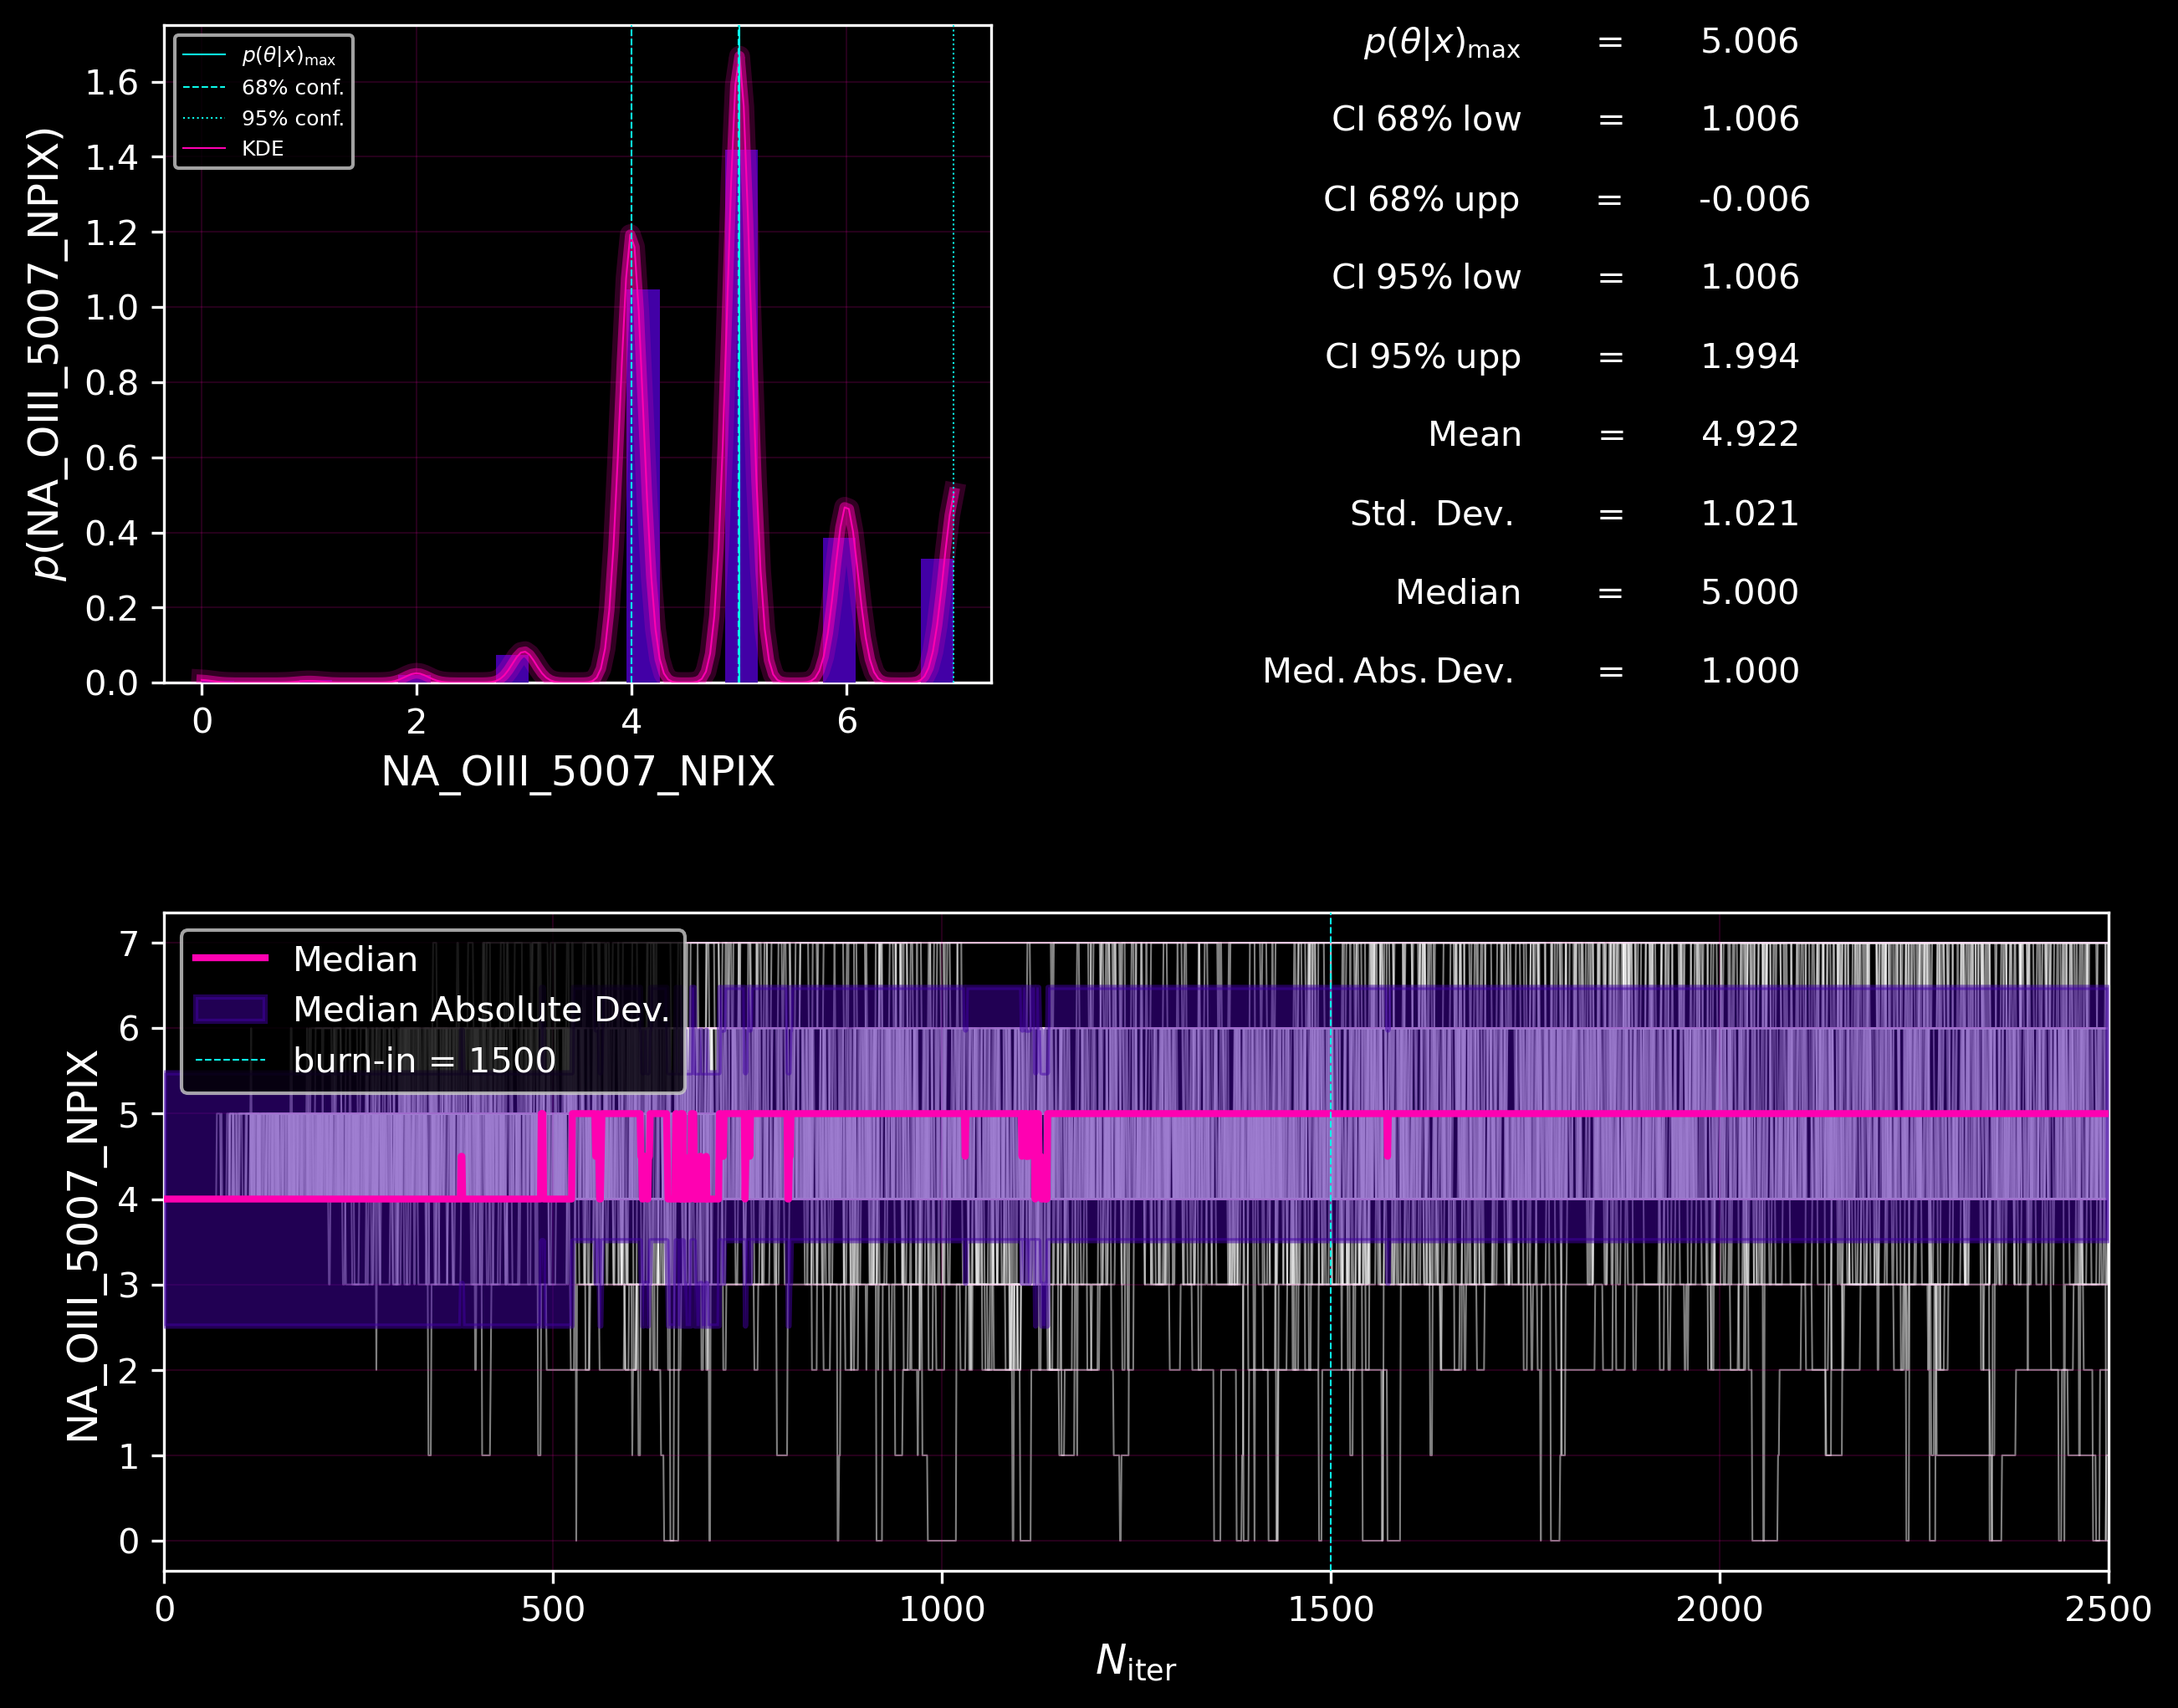 p(θ|x)max
68% conf.
95% conf.
KDE
p(NA_OIII_5007_NPIX)
1.6
1.4
1.2
1.0
0.8
0.6
0.4
0.2
0.0
0 2 4 6
NA_OIII_5007_NPIX
p(θ|x)max = 5.006
CI 68% low = 1.006
CI 68% upp = -0.006
CI 95% low = 1.006
CI 95% upp = 1.994
Mean = 4.922
Std. Dev. = 1.021
Median = 5.000
Med. Abs. Dev. = 1.000
Median
Median Absolute Dev.
burn-in = 1500
NA_OIII_5007_NPIX
7
6
5
4
3
2
1
0
0 500 1000 1500 2000 2500
Niter